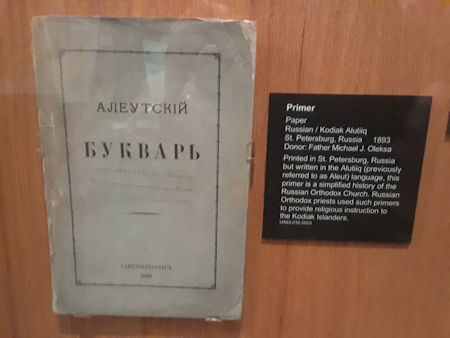 АЛЕУТСКІЙ
БУКВАРЬ
САНКТПЕТЕРБУРГЪ
Primer
Paper
Russian / Kodiak Alutiiq
St. Petersburg, Russia 1893
Donor: Father Michael J. Oleksa
Printed in St. Petersburg, Russia
but written in the Alutiiq (previously
referred to as Aleut) language, this
primer is a simplified history of the
Russian Orthodox Church. Russian
Orthodox priests used such primers
to provide religious instruction to
the Kodiak Islanders.